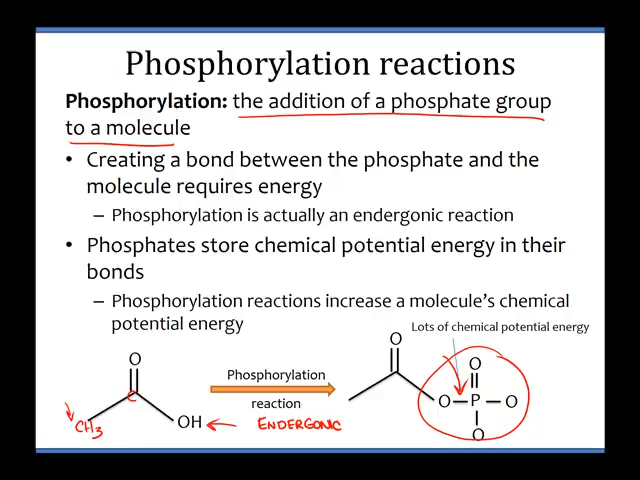 Phosphorylation reactions
Phosphorylation: the addition of a phosphate group
to a molecule
• Creating a bond between the phosphate and the
molecule requires energy
– Phosphorylation is actually an endergonic reaction
• Phosphates store chemical potential energy in their
bonds
– Phosphorylation reactions increase a molecule's chemical
potential energy
Lots of chemical potential energy
O
C
CH3
OH
Phosphorylation
reaction
ENDERGONIC
O
O
O P O
O